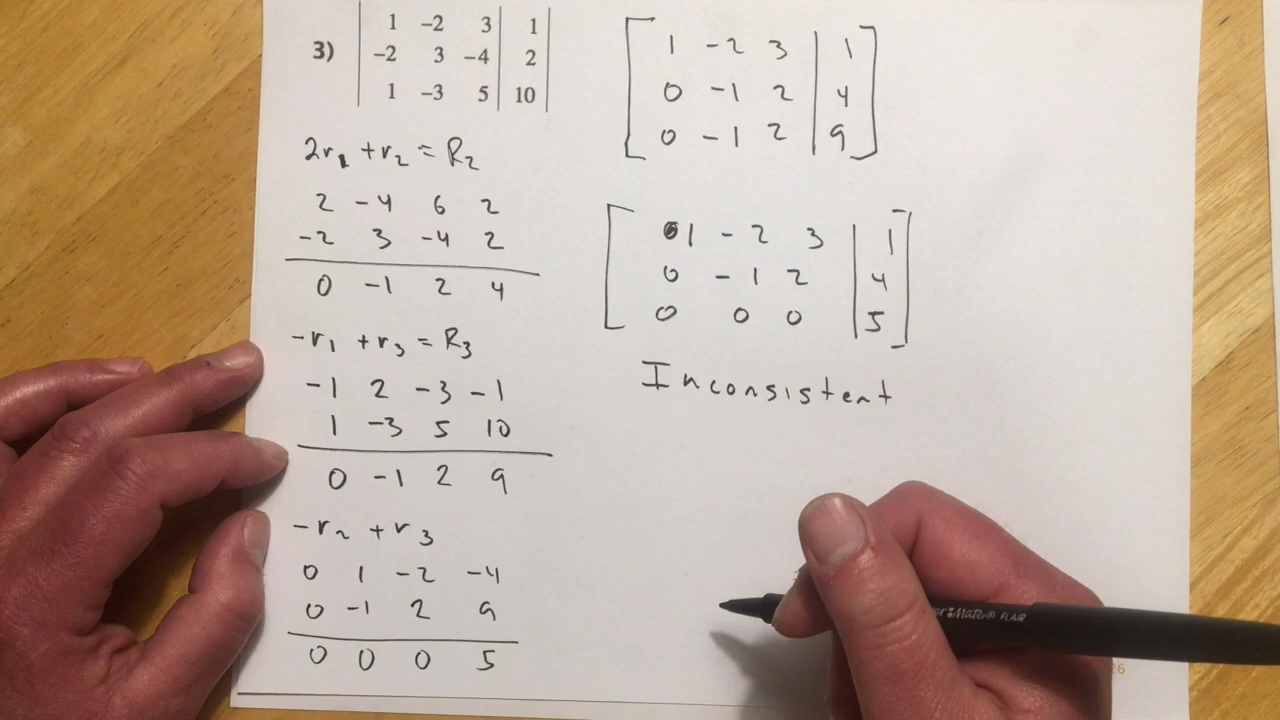 3)
1 -2 3 | 1
-2 3 -4 | 2
1 -3 5 | 10
2r₁ + r₂ = R₂
2 -4 6 2
-2 3 -4 2
0 -1 2 4
-r₁ + r₃ = R₃
-1 2 -3 -1
1 -3 5 10
0 -1 2 9
-r₂ + r₃
0 1 -2 -4
0 -1 2 9
0 0 0 5
1 -2 3 | 1
0 -1 2 | 4
0 -1 2 | 9
1 -2 3 | 1
0 -1 2 | 4
0 0 0 | 5
Inconsistent
Mate® FLAIR
26